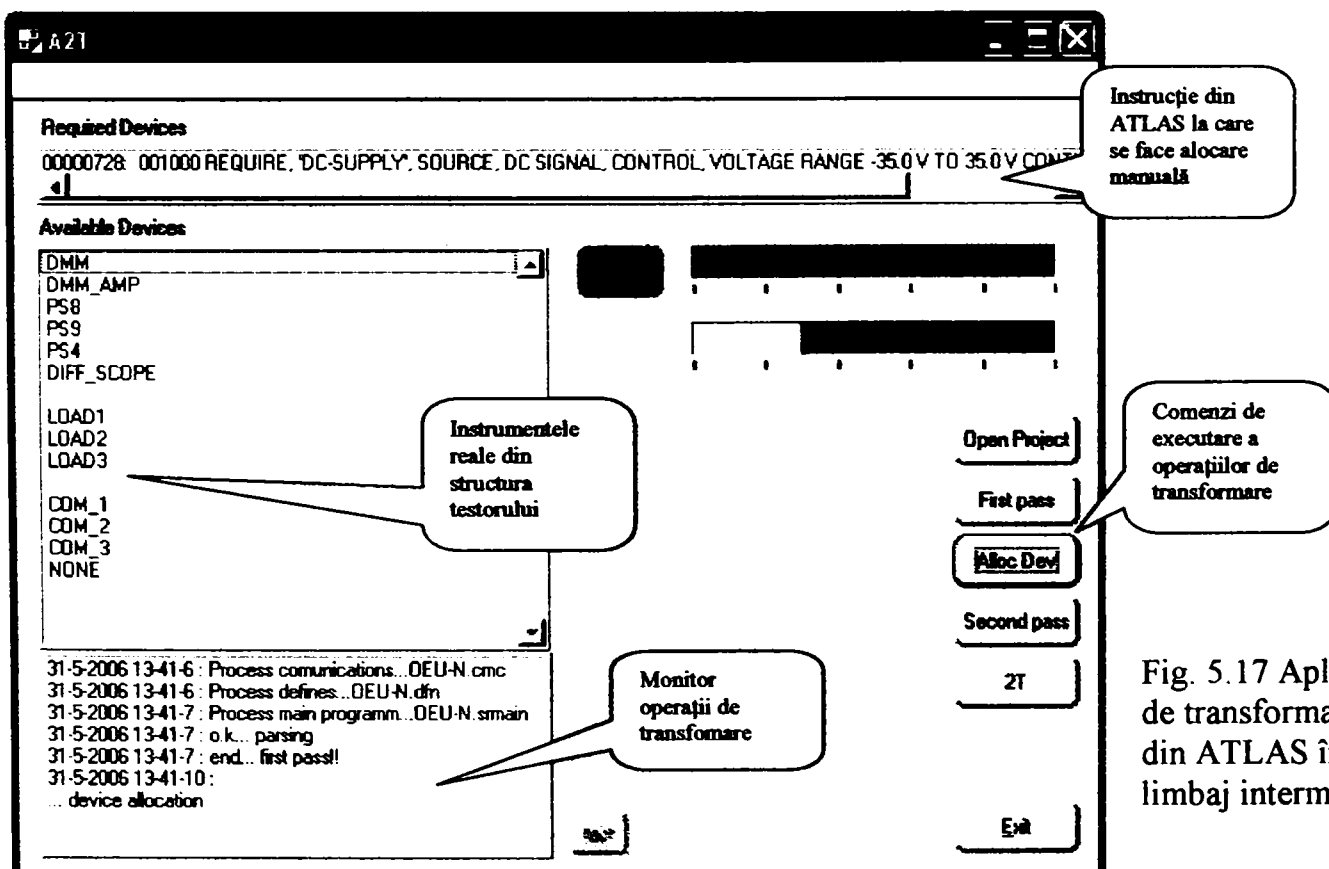 A2T
Required Devices
00000728: 001000 REQUIRE, 'DC-SUPPLY', SOURCE, DC SIGNAL, CONTROL, VOLTAGE RANGE -35.0 V TO 35.0 V CONT
Instrucție din
ATLAS la care
se face alocare
manuală
Available Devices
DMM
DMM_AMP
PS8
PS9
PS4
DIFF_SCOPE
LOAD1
LOAD2
LOAD3
COM_1
COM_2
COM_3
NONE
Instrumentele
reale din
structura
testorului
Open Project
First pass
Alloc Dev
Second pass
2T
Exit
Comenzi de
executare a
operațiilor de
transformare
31-5-2006 13-41-6 : Process comunications...OEU-N.cmc
31-5-2006 13-41-6 : Process defines...OEU-N.dfn
31-5-2006 13-41-7 : Process main programm...OEU-N.srmain
31-5-2006 13-41-7 : o.k... parsing
31-5-2006 13-41-7 : end... first pass!!
31-5-2006 13-41-10 :
... device allocation
Monitor
operații de
transfomare
Fig. 5.17 Apl
de transforma
din ATLAS î
limbaj interm